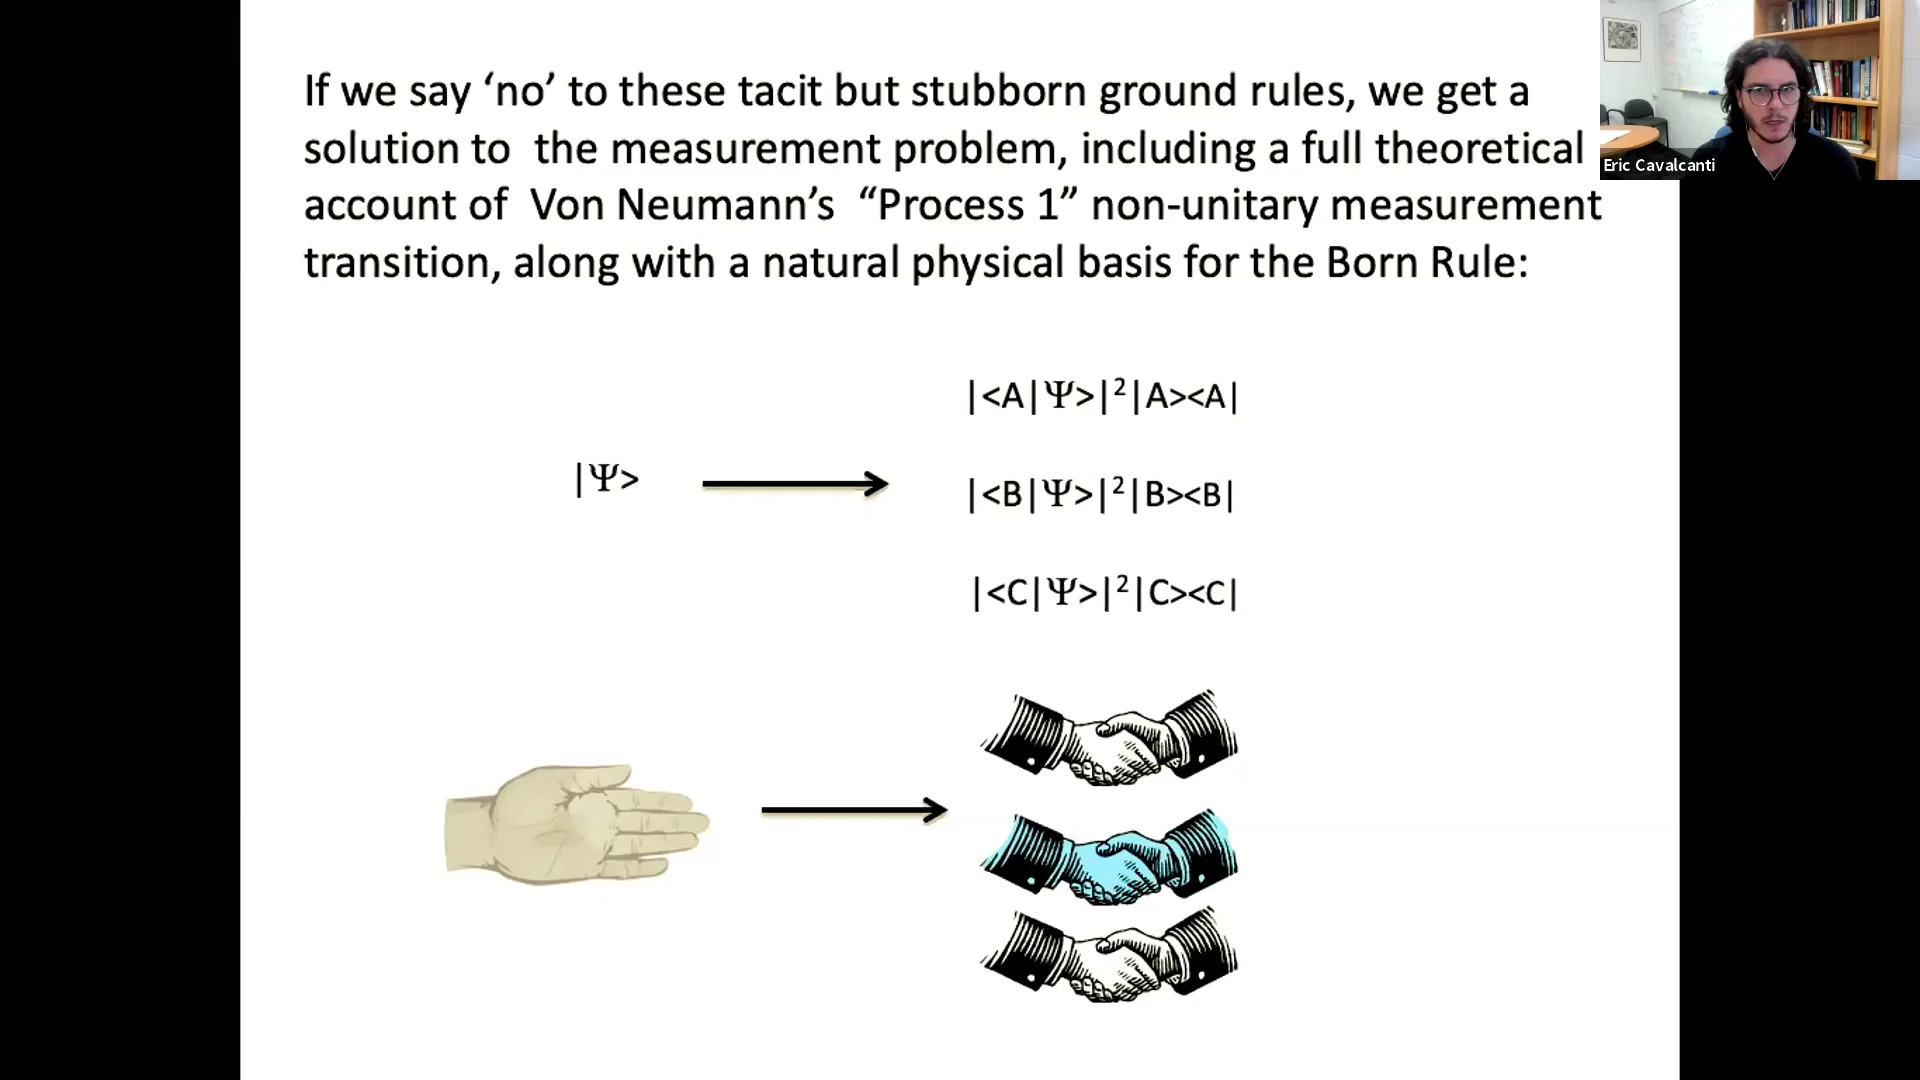 If we say ‘no’ to these tacit but stubborn ground rules, we get a
solution to  the measurement problem, including a full theoretical
account of  Von Neumann’s  “Process 1” non-unitary measurement
transition, along with a natural physical basis for the Born Rule:
Eric Cavalcanti
|<A|Ψ>|²|A><A|
|Ψ>
|<B|Ψ>|²|B><B|
|<C|Ψ>|²|C><C|